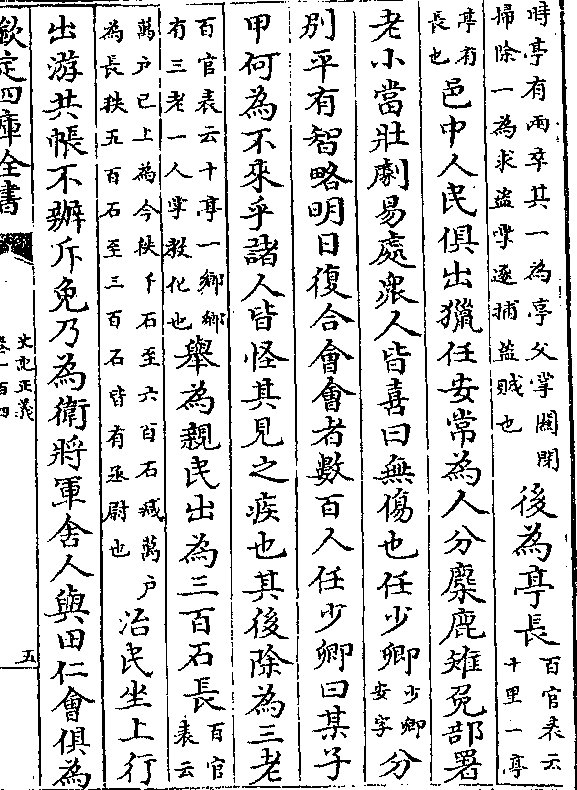 時亭有兩卒其一為亭父掌關閉
掃除一為求盗掌逐捕盗賊也
後為亭長
百官表云
十里一亭
亭有
長也
邑中人民俱出獵任安常為人分麋鹿雉兔部署
老小當壯劇易處衆人皆喜曰無傷也任少卿
少卿
安字
分
别平有智略明日復合會會者數百人任少卿曰某子
甲何為不來乎諸人皆怪其見之疾也其後除為三老
百官表云十亭一鄉鄉
有三老一人掌教化也
舉為親民出為三百石長
百官
表云
萬户已上為令秩千石至六百石减萬户
為長秩五百石至三百石皆有丞尉也
治民坐上行
出游共帳不辦斥免乃為衛將軍舍人與田仁會俱為
欽定四庫全書
史記正義
卷一百四
五